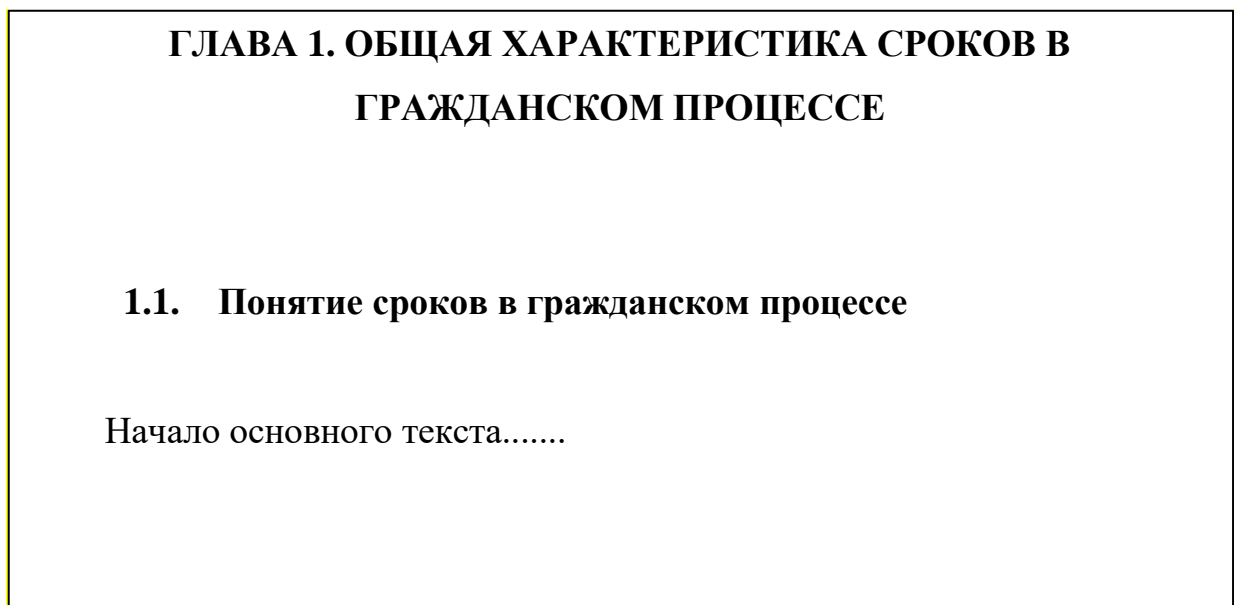 ГЛАВА 1. ОБЩАЯ ХАРАКТЕРИСТИКА СРОКОВ В
ГРАЖДАНСКОМ ПРОЦЕССЕ
1.1. Понятие сроков в гражданском процессе
Начало основного текста.......